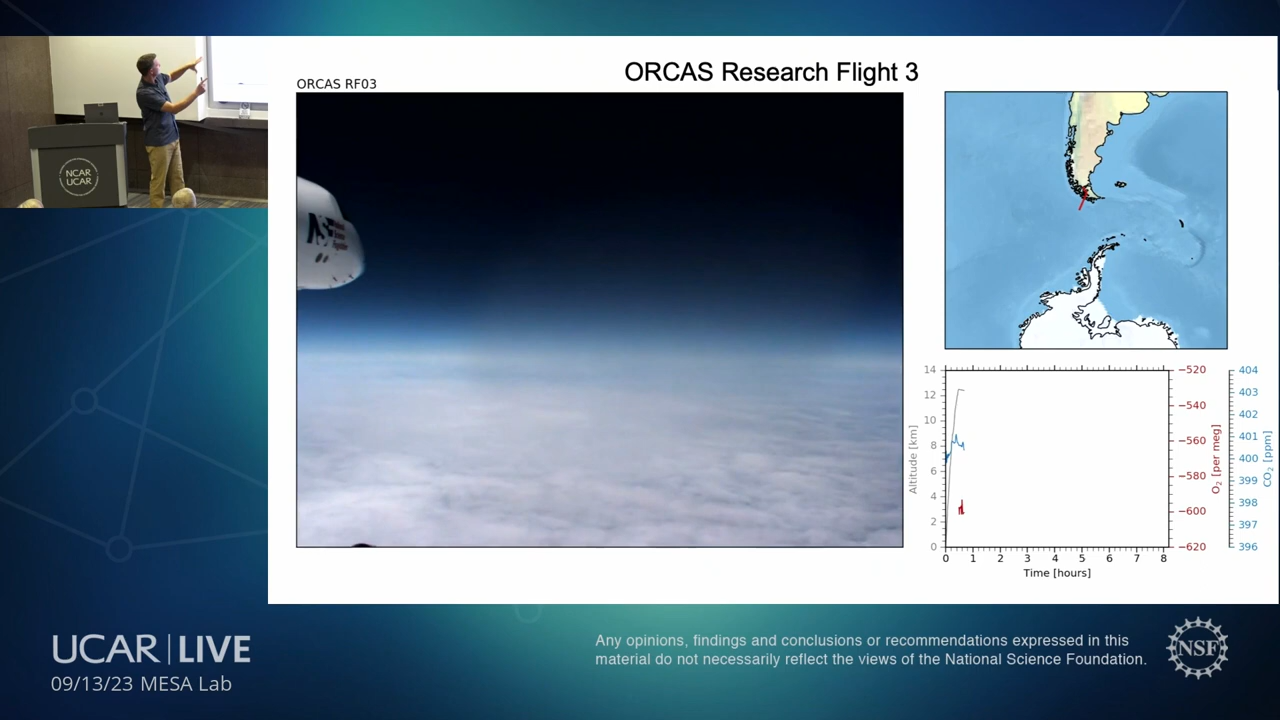 ORCAS Research Flight 3
ORCAS RF03
NCAR
UCAR
14
12
10
8
6
4
2
0
Altitude [km]
0 1 2 3 4 5 6 7 8
Time [hours]
−520
−540
−560
−580
−600
−620
O2 [per meg]
404
403
402
401
400
399
398
397
396
CO2 [ppm]
UCAR | LIVE
09/13/23 MESA Lab
Any opinions, findings and conclusions or recommendations expressed in this
material do not necessarily reflect the views of the National Science Foundation.
NSF